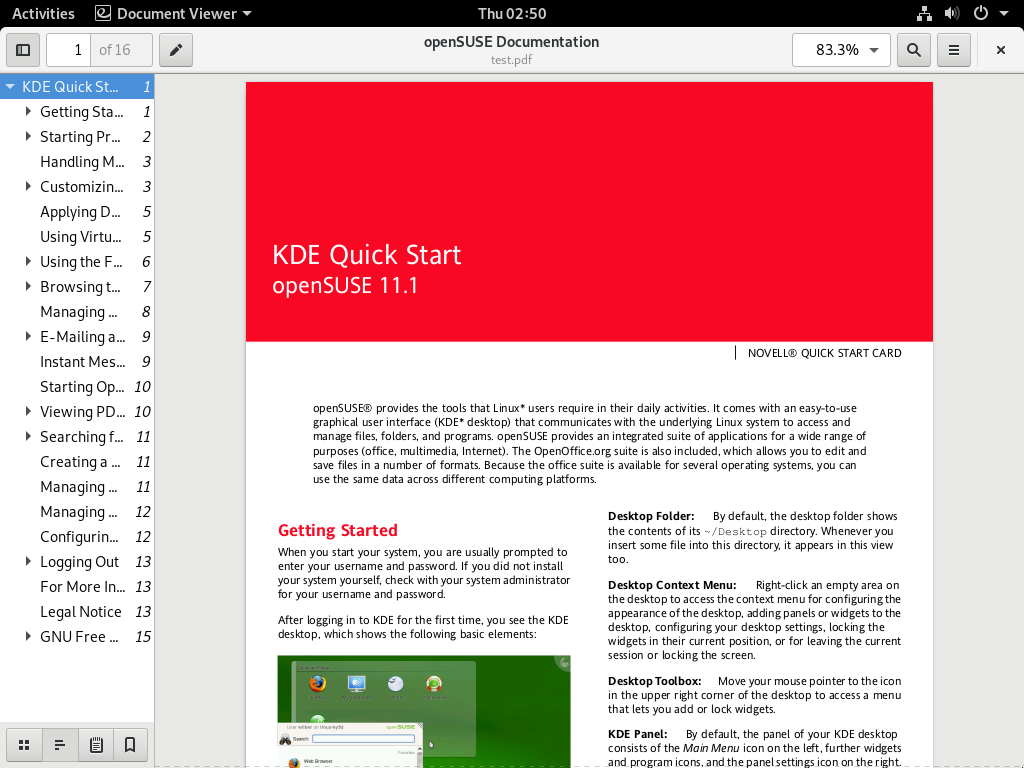 Activities
Document Viewer
Thu 02:50
1
of 16
openSUSE Documentation
test.pdf
83.3%
KDE Quick St... 1
Getting Sta... 1
Starting Pr... 2
Handling M... 3
Customizin... 3
Applying D... 5
Using Virtu... 5
Using the F... 6
Browsing t... 7
Managing ... 8
E-Mailing a... 9
Instant Mes... 9
Starting Op... 10
Viewing PD... 10
Searching f... 11
Creating a ... 11
Managing ... 11
Managing ... 12
Configurin... 12
Logging Out 13
For More In... 13
Legal Notice 13
GNU Free ... 15
KDE Quick Start
openSUSE 11.1
NOVELL® QUICK START CARD
openSUSE® provides the tools that Linux* users require in their daily activities. It comes with an easy-to-use
graphical user interface (KDE* desktop) that communicates with the underlying Linux system to access and
manage files, folders, and programs. openSUSE provides an integrated suite of applications for a wide range of
purposes (office, multimedia, Internet). The OpenOffice.org suite is also included, which allows you to edit and
save files in a number of formats. Because the office suite is available for several operating systems, you can
use the same data across different computing platforms.
Getting Started
When you start your system, you are usually prompted to
enter your username and password. If you did not install
your system yourself, check with your system administrator
for your username and password.
After logging in to KDE for the first time, you see the KDE
desktop, which shows the following basic elements:
openSUSE
Search:
Favorites
Web Browser
Desktop Folder: By default, the desktop folder shows
the contents of its ~/Desktop directory. Whenever you
insert some file into this directory, it appears in this view
too.
Desktop Context Menu: Right-click an empty area on
the desktop to access the context menu for configuring the
appearance of the desktop, adding panels or widgets to the
desktop, configuring your desktop settings, locking the
widgets in their current position, or for leaving the current
session or locking the screen.
Desktop Toolbox: Move your mouse pointer to the icon
in the upper right corner of the desktop to access a menu
that lets you add or lock widgets.
KDE Panel: By default, the panel of your KDE desktop
consists of the Main Menu icon on the left, further widgets
and program icons, and the panel settings icon on the right.